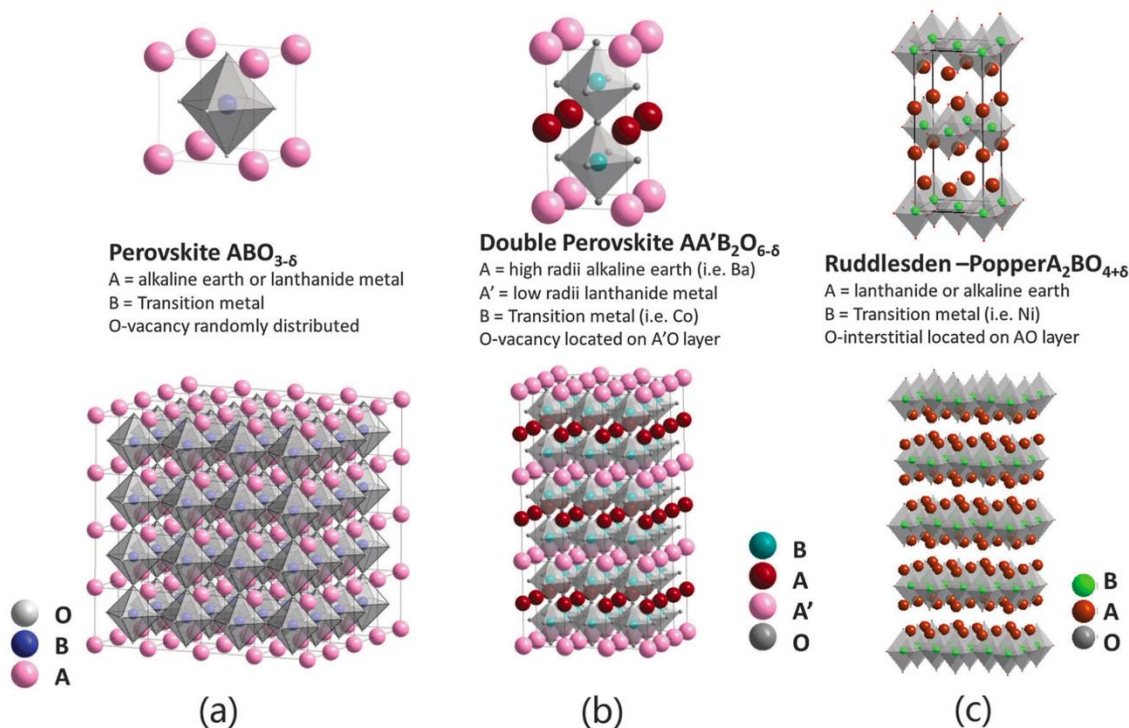 Perovskite ABO3-δ
A = alkaline earth or lanthanide metal
B = Transition metal
O-vacancy randomly distributed
O
B
A
(a)
Double Perovskite AA’B2O6-δ
A = high radii alkaline earth (i.e. Ba)
A’ = low radii lanthanide metal
B = Transition metal (i.e. Co)
O-vacancy located on A’O layer
B
A
A’
O
(b)
Ruddlesden –PopperA2BO4+δ
A = lanthanide or alkaline earth
B = Transition metal (i.e. Ni)
O-interstitial located on AO layer
B
A
O
(c)